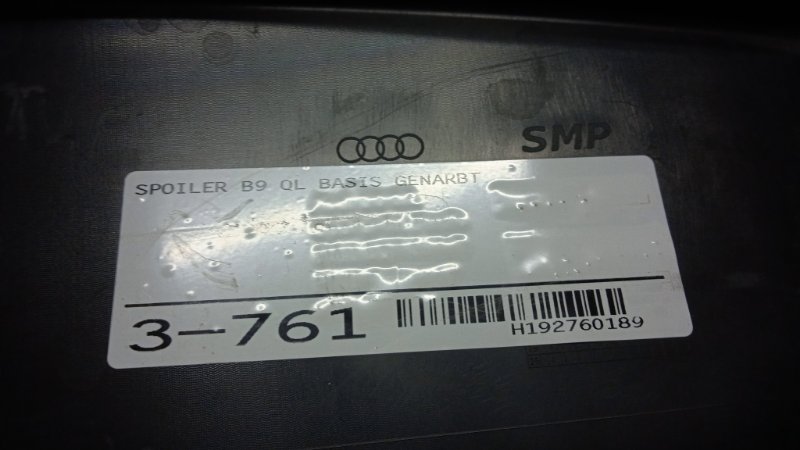 SMP
SPOILER B9 QL BASIS GENARBT
3-761
H192760189